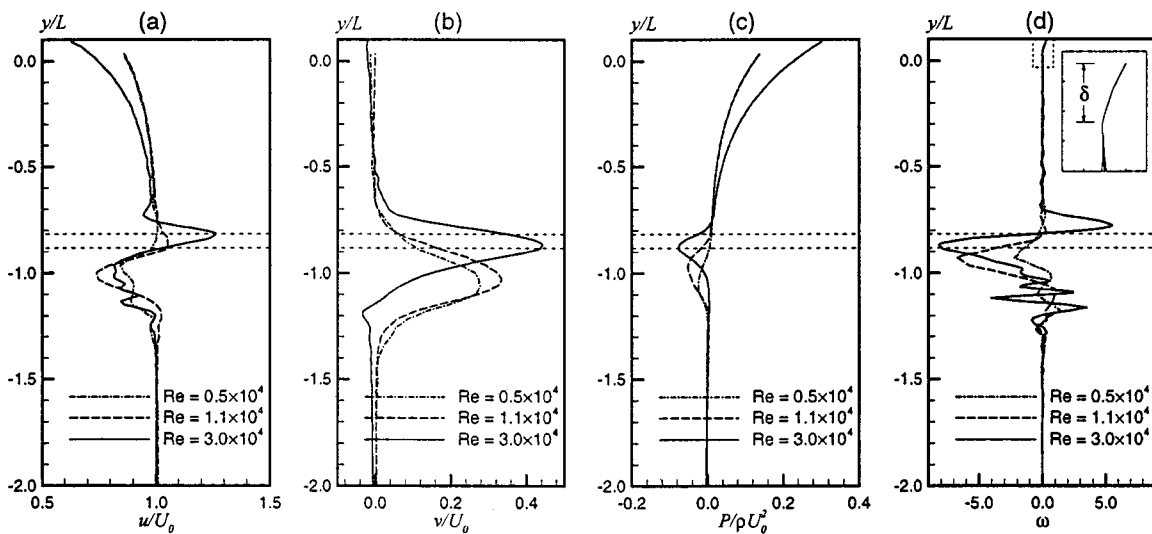 y/L (a)
0.0
-0.5
-1.0
-1.5
-2.0
Re = 0.5×10⁴
Re = 1.1×10⁴
Re = 3.0×10⁴
0.5 1.0 1.5
u/U₀
y/L (b)
0.0
-0.5
-1.0
-1.5
-2.0
Re = 0.5×10⁴
Re = 1.1×10⁴
Re = 3.0×10⁴
0.0 0.2 0.4
v/U₀
y/L (c)
0.0
-0.5
-1.0
-1.5
-2.0
Re = 0.5×10⁴
Re = 1.1×10⁴
Re = 3.0×10⁴
-0.2 0.0 0.2 0.4
P/ρU₀²
y/L (d)
δ
0.0
-0.5
-1.0
-1.5
-2.0
Re = 0.5×10⁴
Re = 1.1×10⁴
Re = 3.0×10⁴
-5.0 0.0 5.0
ω